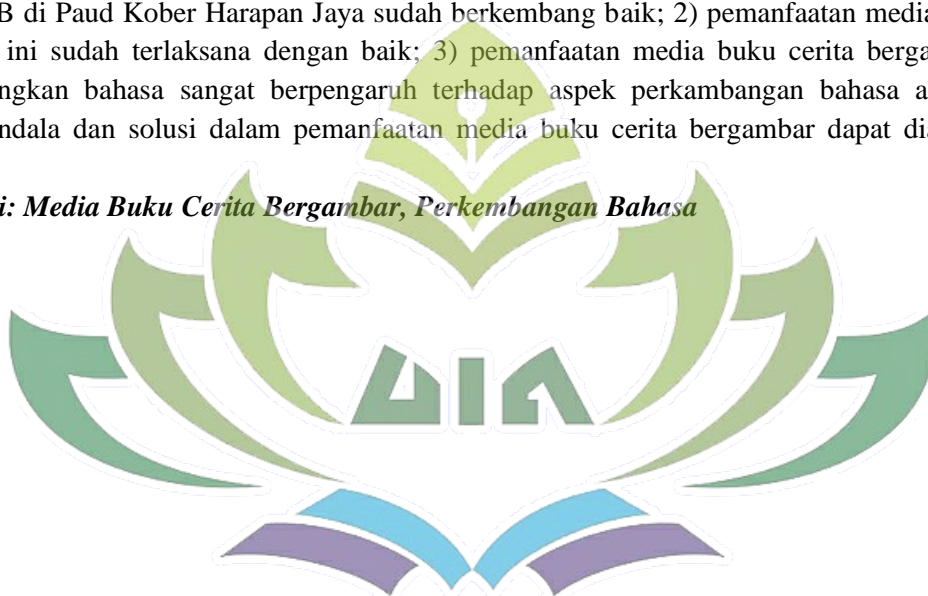 B di Paud Kober Harapan Jaya sudah berkembang baik; 2) pemanfaatan media
ini sudah terlaksana dengan baik; 3) pemanfaatan media buku cerita berga
ngkan bahasa sangat berpengaruh terhadap aspek perkambangan bahasa a
ndala dan solusi dalam pemanfaatan media buku cerita bergambar dapat dia
i: Media Buku Cerita Bergambar, Perkembangan Bahasa
UIN